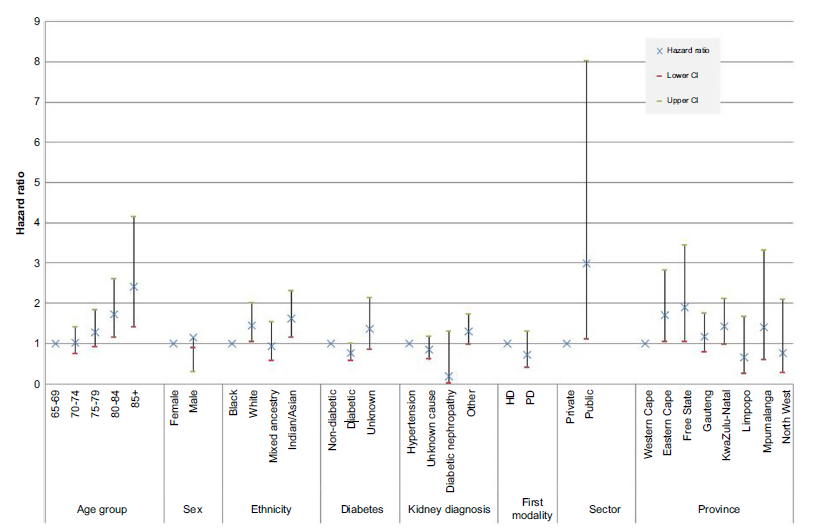 9
8
7
6
5
4
3
2
1
0
Hazard ratio
Hazard ratio
Lower CI
Upper CI
65-69
70-74
75-79
80-84
85+
Female
Male
Black
White
Mixed ancestry
Indian/Asian
Non-diabetic
Diabetic
Unknown
Hypertension
Unknown cause
Diabetic nephropathy
Other
HD
PD
Private
Public
Western Cape
Eastern Cape
Free State
Gauteng
KwaZulu-Natal
Limpopo
Mpumalanga
North West
Age group
Sex
Ethnicity
Diabetes
Kidney diagnosis
First
modality
Sector
Province